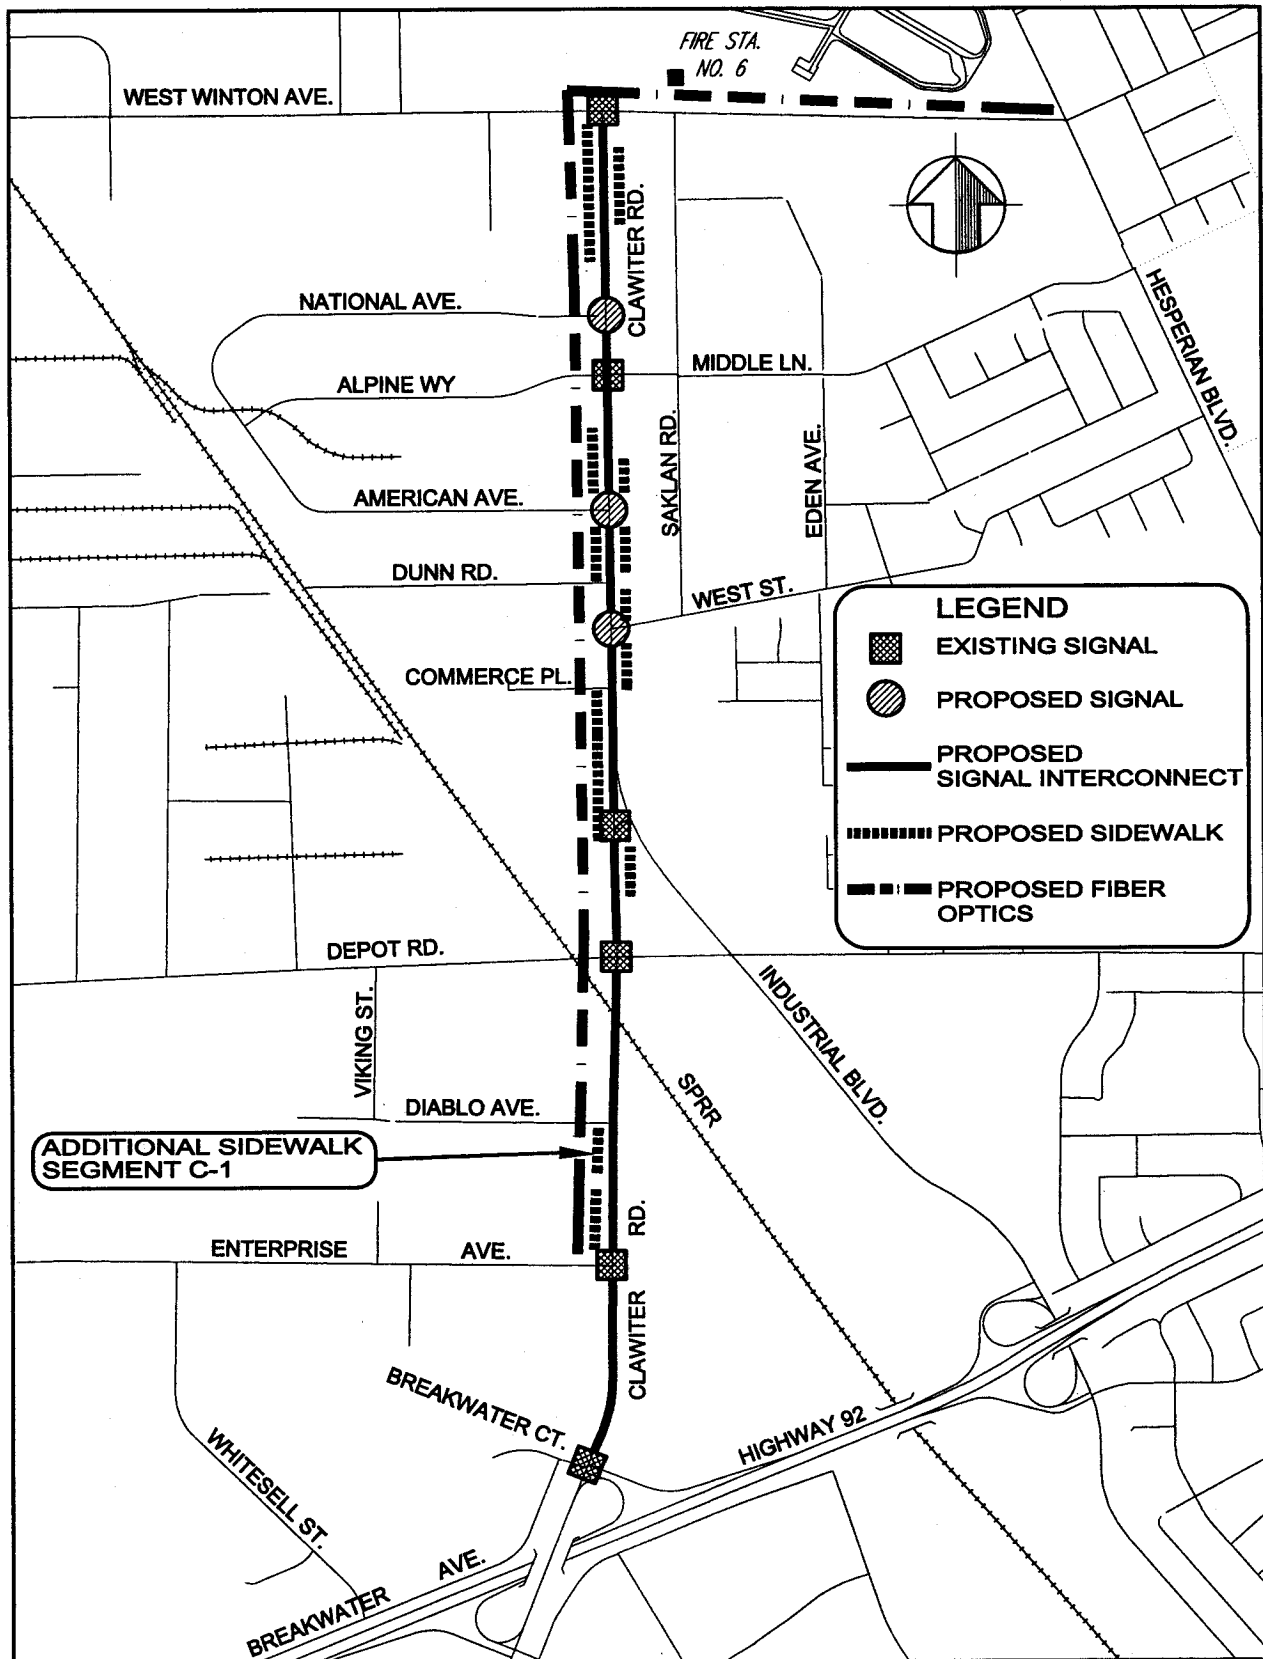 FIRE STA.
NO. 6
WEST WINTON AVE.
CLAWITER RD.
NATIONAL AVE.
HESPERIAN BLVD.
MIDDLE LN.
ALPINE WY
SAKLAN RD.
EDEN AVE.
AMERICAN AVE.
DUNN RD.
WEST ST.
COMMERCE PL.
LEGEND
EXISTING SIGNAL
PROPOSED SIGNAL
PROPOSED
SIGNAL INTERCONNECT
PROPOSED SIDEWALK
PROPOSED FIBER
OPTICS
DEPOT RD.
VIKING ST.
INDUSTRIAL BLVD.
SPRR
DIABLO AVE.
ADDITIONAL SIDEWALK
SEGMENT C-1
ENTERPRISE AVE.
CLAWITER RD.
BREAKWATER CT.
HIGHWAY 92
WHITESELL ST.
BREAKWATER AVE.